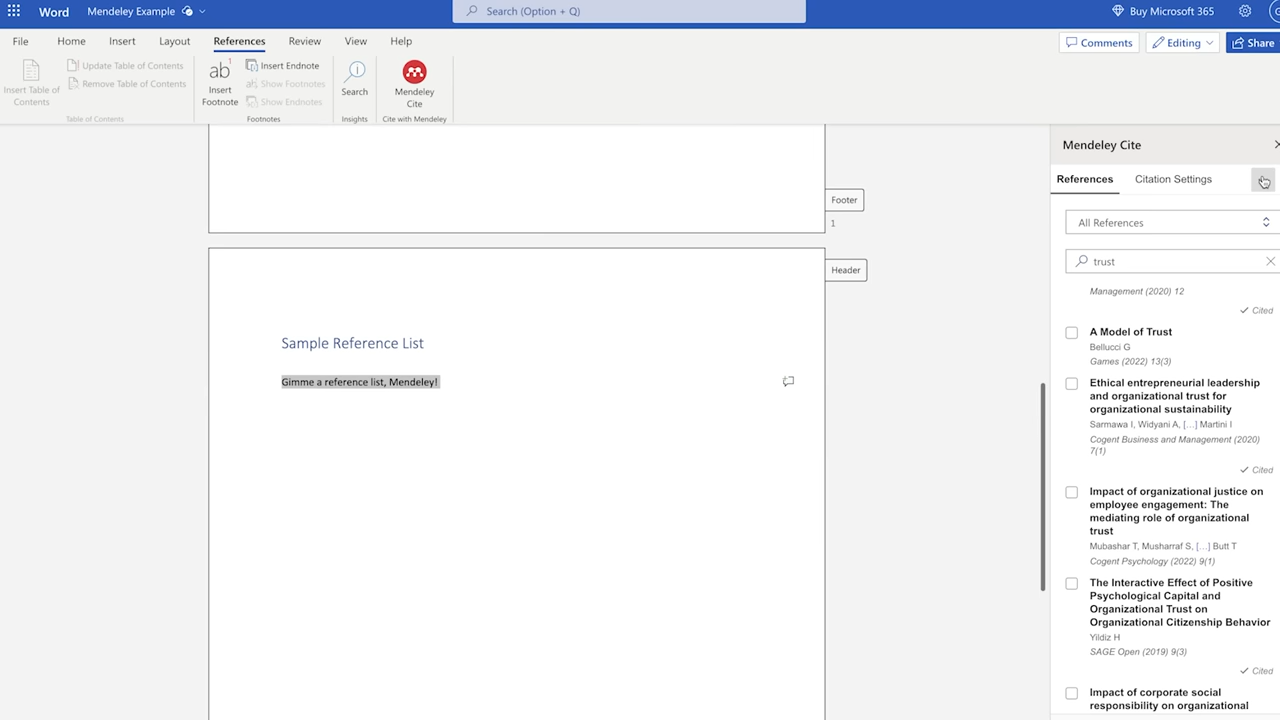 Word
Mendeley Example
Search (Option + Q)
Buy Microsoft 365
File
Home
Insert
Layout
References
Review
View
Help
Comments
Editing
Share
Insert Table of
Contents
Update Table of Contents
Remove Table of Contents
Table of Contents
ab
1
Insert
Footnote
Insert Endnote
Show Footnotes
Show Endnotes
Footnotes
Search
Insights
Mendeley
Cite
Cite with Mendeley
Footer
1
Header
Sample Reference List
Gimme a reference list, Mendeley!
Mendeley Cite
References
Citation Settings
All References
trust
Management (2020) 12
Cited
A Model of Trust
Bellucci G
Games (2022) 13(3)
Ethical entrepreneurial leadership
and organizational trust for
organizational sustainability
Sarmawa I, Widyani A, [...] Martini I
Cogent Business and Management (2020)
7(1)
Cited
Impact of organizational justice on
employee engagement: The
mediating role of organizational
trust
Mubashar T, Musharraf S, [...] Butt T
Cogent Psychology (2022) 9(1)
The Interactive Effect of Positive
Psychological Capital and
Organizational Trust on
Organizational Citizenship Behavior
Yildiz H
SAGE Open (2019) 9(3)
Cited
Impact of corporate social
responsibility on organizational